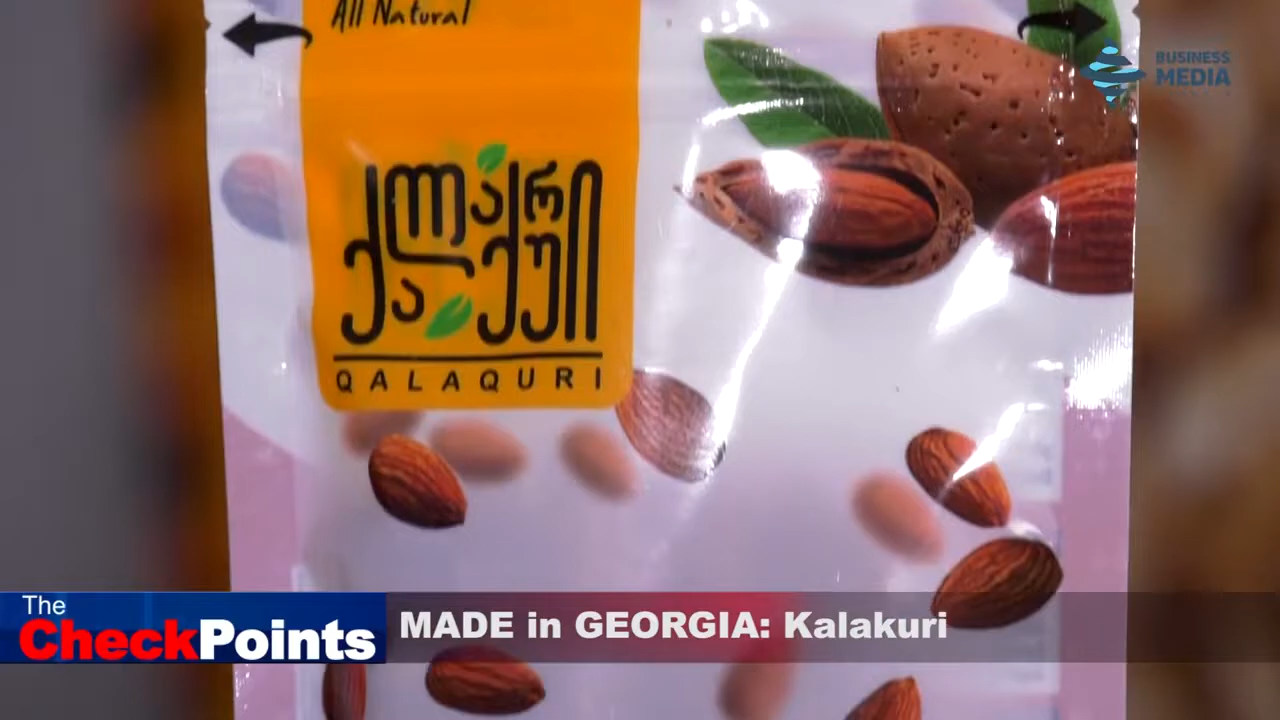 All Natural
BUSINESS
MEDIA
ქალაქური
QALAQURI
The
CheckPoints
MADE in GEORGIA: Kalakuri